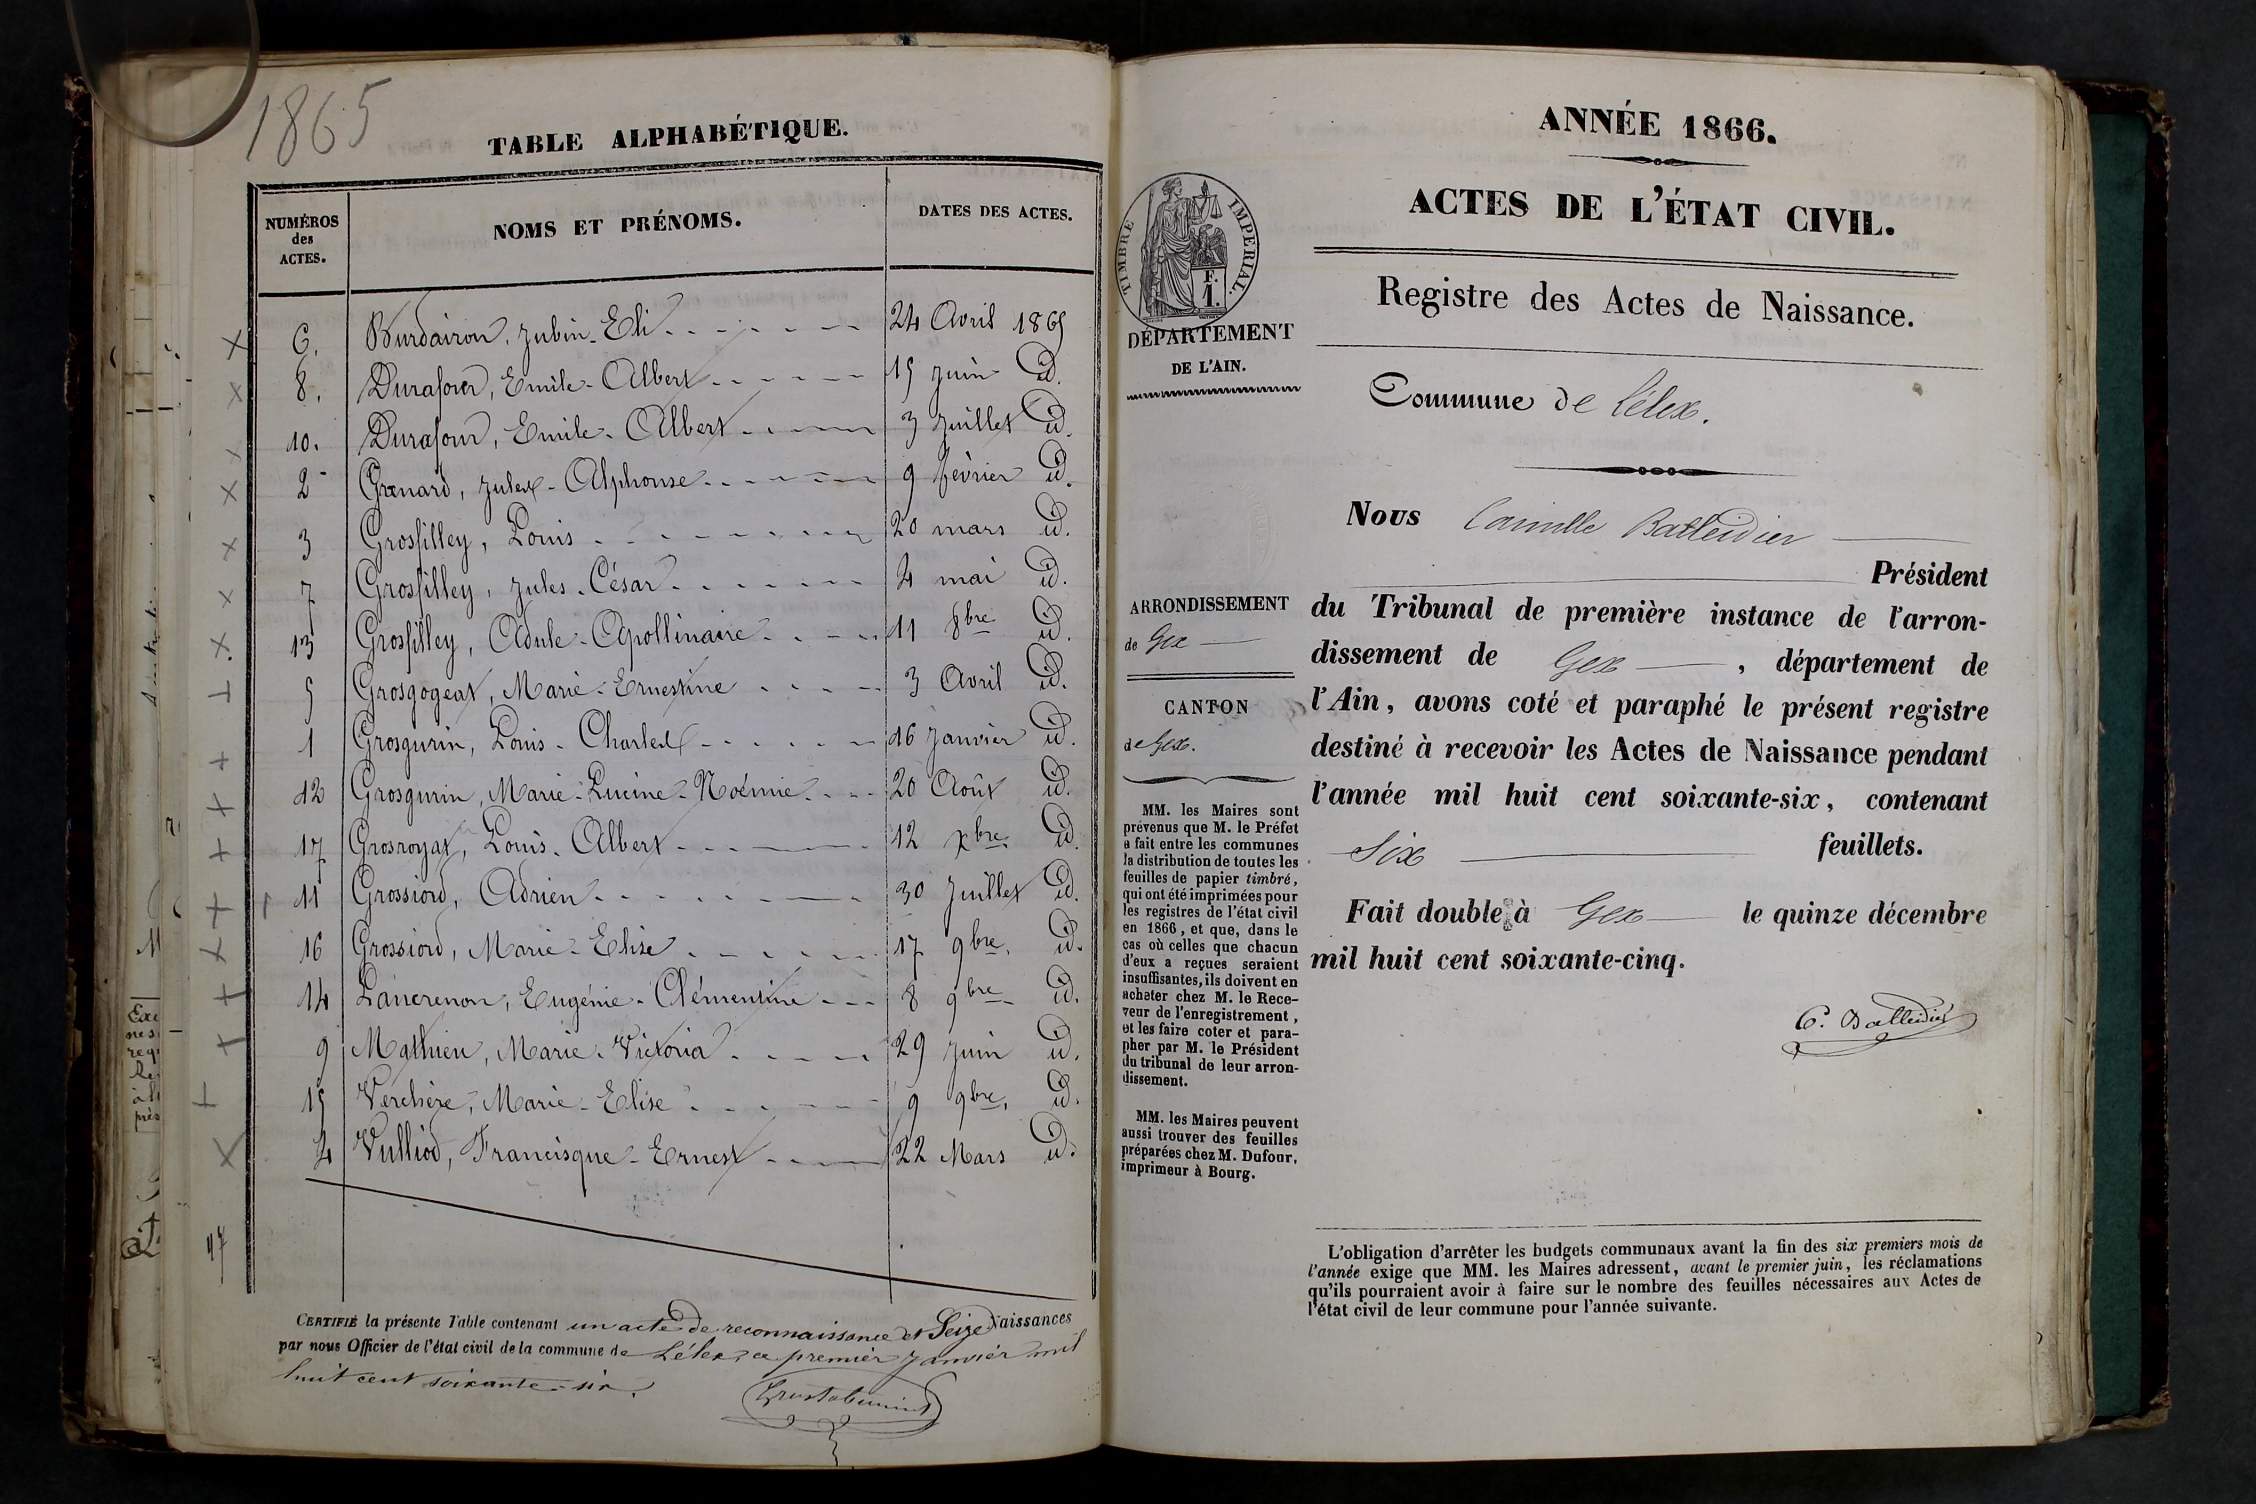 1865
TABLE ALPHABÉTIQUE.
NUMÉROS des ACTES. NOMS ET PRÉNOMS. DATES DES ACTES.
6. Burdairon, Jubin-Eli 24 Avril 1865
8. Durafour, Emile-Albert 15 Juin id.
10. Durafour, Emile-Albert 3 Juillet id.
2 Grenard, Jules-Alphonse 9 février id.
3 Grosfilley, Louis 20 mars id.
7 Grosfilley, Jules-César 4 mai id.
13 Grosfilley, Adule-Apollinaire 11 8bre id.
5 Grosgogeat, Marie-Ernestine 3 Avril id.
1 Grosgurin, Louis-Charles 16 Janvier id.
12 Grosgurin, Marie-Lucine-Noémie 20 Août id.
17 Grosroyat, Louis-Albert 12 xbre id.
11 Grossiord, Adrien 30 Juillet id.
16 Grossiord, Marie-Elise 17 9bre. id.
14 Lancrenon, Eugénie-Clémentine 8 9bre id.
9 Mathieu, Marie-Victoria 29 Juin id.
15 Verchère, Marie-Elise 9 9bre. id.
4 Vulliod, Francisque-Ernest 22 Mars id.
17
CERTIFIÉ la présente Table contenant un acte de reconnaissance et Seize Naissances
par nous Officier de l'état civil de la commune de Lélex, ce premier Janvier mil
huit cent soixante-six.
ANNÉE 1866.
ACTES DE L'ÉTAT CIVIL.
TIMBRE IMPERIAL.
F.
1.
DÉPARTEMENT
DE L'AIN.
Registre des Actes de Naissance.
Commune de Lélex.
Nous Camille Balleidier
Président
du Tribunal de première instance de l'arron-
dissement de Gex, département de
l'Ain, avons coté et paraphé le présent registre
destiné à recevoir les Actes de Naissance pendant
l'année mil huit cent soixante-six, contenant
Six feuillets.
Fait double à Gex le quinze décembre
mil huit cent soixante-cinq.
C. Balleidier
ARRONDISSEMENT
de Gex
CANTON
de Gex.
MM. les Maires sont
prévenus que M. le Préfet
a fait entre les communes
la distribution de toutes les
feuilles de papier timbré,
qui ont été imprimées pour
les registres de l'état civil
en 1866, et que, dans le
cas où celles que chacun
d'eux a reçues seraient
insuffisantes, ils doivent en
acheter chez M. le Rece-
veur de l'enregistrement,
et les faire coter et para-
pher par M. le Président
du tribunal de leur arron-
dissement.
MM. les Maires peuvent
aussi trouver des feuilles
préparées chez M. Dufour,
imprimeur à Bourg.
L'obligation d'arrêter les budgets communaux avant la fin des six premiers mois de
l'année exige que MM. les Maires adressent, avant le premier juin, les réclamations
qu'ils pourraient avoir à faire sur le nombre des feuilles nécessaires aux Actes de
l'état civil de leur commune pour l'année suivante.